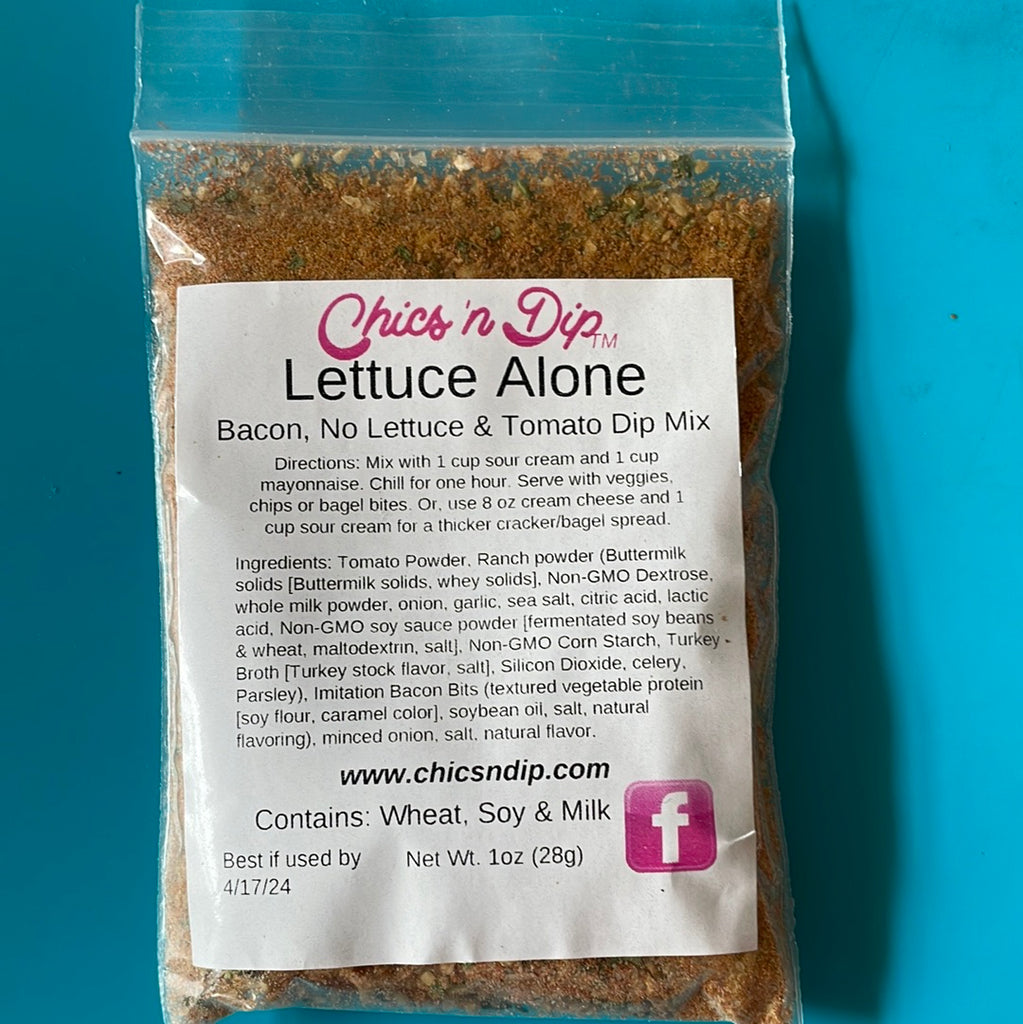 Chics 'n Dip TM
Lettuce Alone
Bacon, No Lettuce & Tomato Dip Mix
Directions: Mix with 1 cup sour cream and 1 cup
mayonnaise. Chill for one hour. Serve with veggies,
chips or bagel bites. Or, use 8 oz cream cheese and 1
cup sour cream for a thicker cracker/bagel spread.
Ingredients: Tomato Powder, Ranch powder (Buttermilk
solids [Buttermilk solids, whey solids], Non-GMO Dextrose,
whole milk powder, onion, garlic, sea salt, citric acid, lactic
acid, Non-GMO soy sauce powder [fermentated soy beans
& wheat, maltodextrin, salt], Non-GMO Corn Starch, Turkey
Broth [Turkey stock flavor, salt], Silicon Dioxide, celery,
Parsley), Imitation Bacon Bits (textured vegetable protein
[soy flour, caramel color], soybean oil, salt, natural
flavoring), minced onion, salt, natural flavor.
www.chicsndip.com
Contains: Wheat, Soy & Milk
f
Best if used by Net Wt. 1oz (28g)
4/17/24